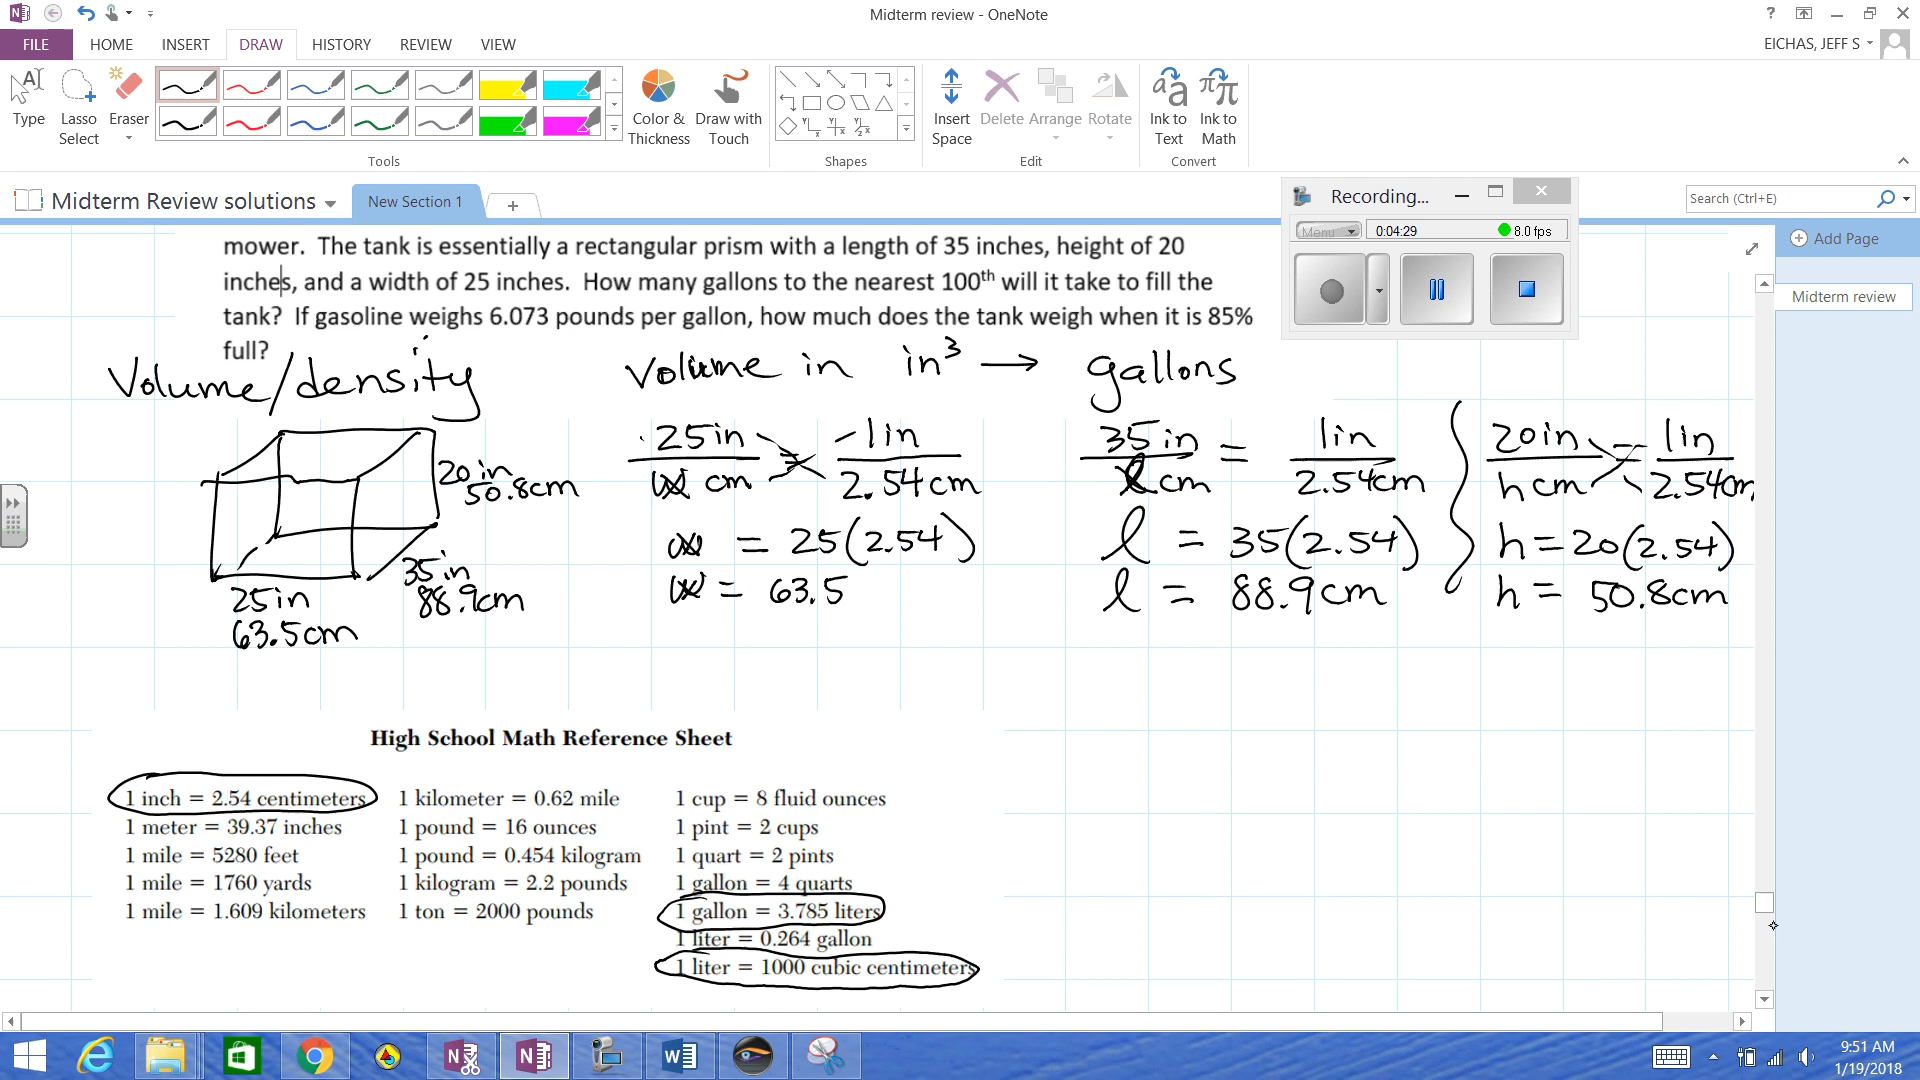 Midterm review - OneNote
FILE HOME INSERT DRAW HISTORY REVIEW VIEW
EICHAS, JEFF S
Type
Lasso Select
Eraser
Color & Thickness
Draw with Touch
Insert Space
Delete
Arrange
Rotate
Ink to Text
Ink to Math
Tools
Shapes
Edit
Convert
Midterm Review solutions
New Section 1
Search (Ctrl+E)
Recording...
Menu
0:04:29
8.0 fps
Add Page
Midterm review
mower. The tank is essentially a rectangular prism with a length of 35 inches, height of 20
inches, and a width of 25 inches. How many gallons to the nearest 100th will it take to fill the
tank? If gasoline weighs 6.073 pounds per gallon, how much does the tank weigh when it is 85%
full?
Volume/density
Volume in in³ → gallons
20 in
50.8cm
35 in
88.9cm
25in
63.5cm
25in = 1in
w cm 2.54cm
w = 25(2.54)
w = 63.5
35in = 1in
l cm 2.54cm
l = 35(2.54)
l = 88.9cm
20in = 1in
h cm 2.54cm
h = 20(2.54)
h = 50.8cm
High School Math Reference Sheet
1 inch = 2.54 centimeters
1 meter = 39.37 inches
1 mile = 5280 feet
1 mile = 1760 yards
1 mile = 1.609 kilometers
1 kilometer = 0.62 mile
1 pound = 16 ounces
1 pound = 0.454 kilogram
1 kilogram = 2.2 pounds
1 ton = 2000 pounds
1 cup = 8 fluid ounces
1 pint = 2 cups
1 quart = 2 pints
1 gallon = 4 quarts
1 gallon = 3.785 liters
1 liter = 0.264 gallon
1 liter = 1000 cubic centimeters
9:51 AM
1/19/2018